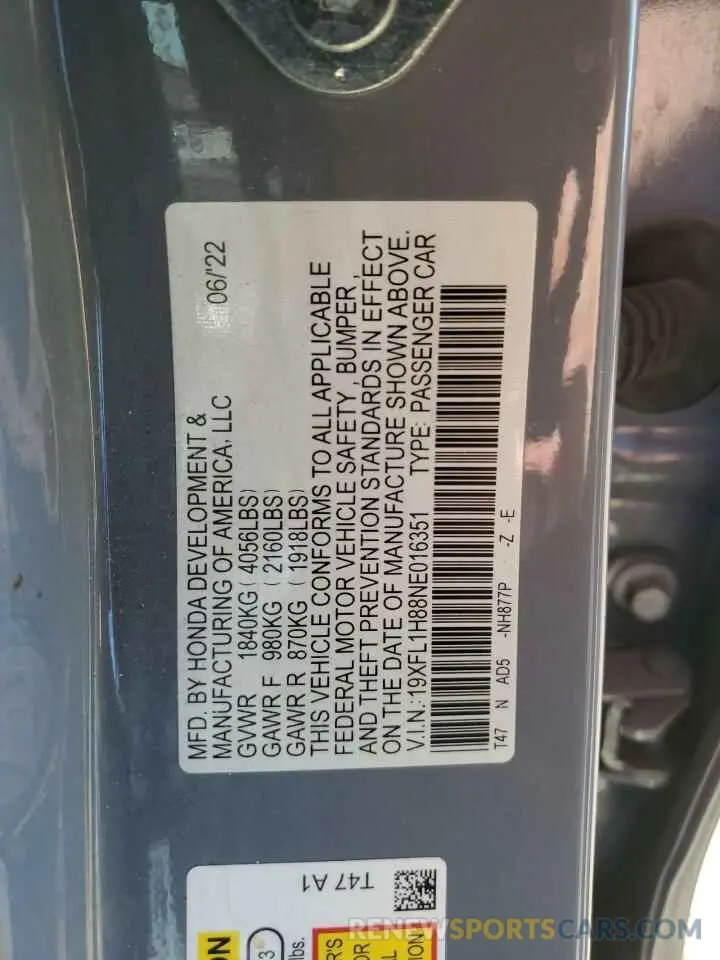 MFD. BY HONDA DEVELOPMENT &
MANUFACTURING OF AMERICA, LLC 06/'22
GVWR 1840KG ( 4056LBS)
GAWR F 980KG ( 2160LBS)
GAWR R 870KG ( 1918LBS)
THIS VEHICLE CONFORMS TO ALL APPLICABLE
FEDERAL MOTOR VEHICLE SAFETY, BUMPER,
AND THEFT PREVENTION STANDARDS IN EFFECT
ON THE DATE OF MANUFACTURE SHOWN ABOVE.
V.I.N.: 19XFL1H88NE016351 TYPE: PASSENGER CAR
T47 N AD5 -NH877P -Z -E
T47 A1
lbs.
RENEWSPORTSCARS.COM